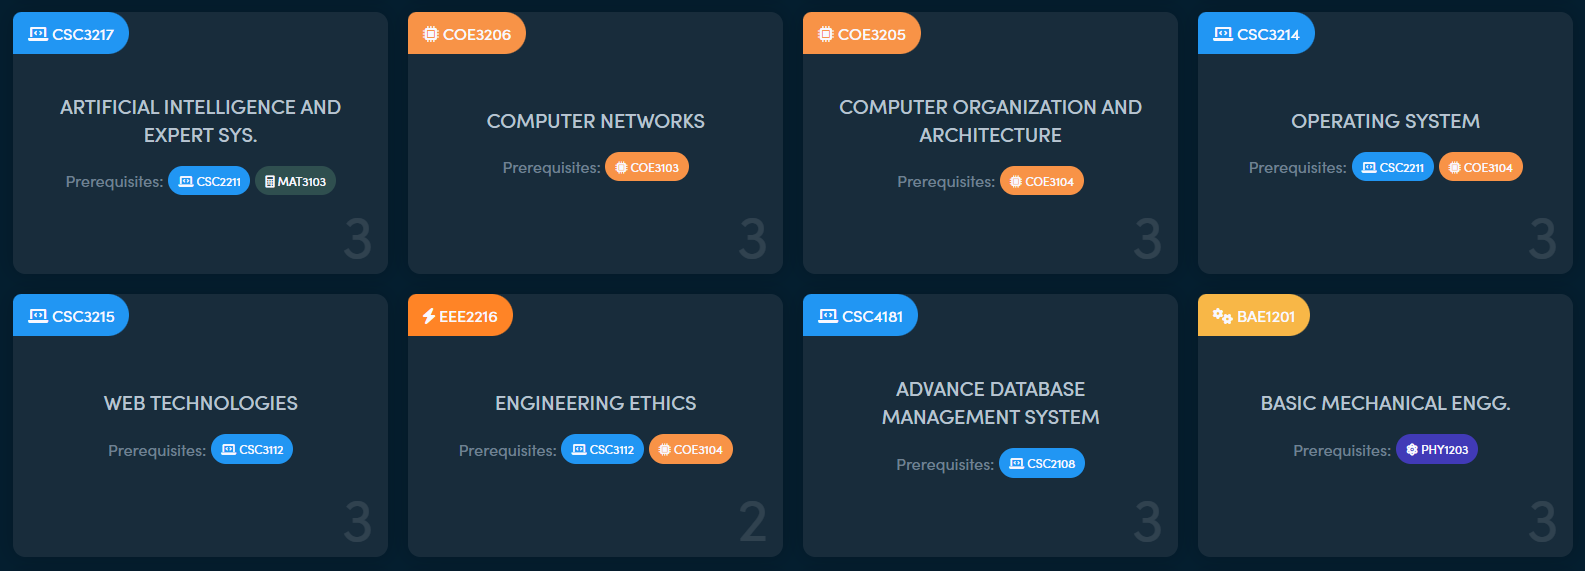 CSC3217
ARTIFICIAL INTELLIGENCE AND
EXPERT SYS.
Prerequisites: CSC2211 MAT3103
3
COE3206
COMPUTER NETWORKS
Prerequisites: COE3103
3
COE3205
COMPUTER ORGANIZATION AND
ARCHITECTURE
Prerequisites: COE3104
3
CSC3214
OPERATING SYSTEM
Prerequisites: CSC2211 COE3104
3
CSC3215
WEB TECHNOLOGIES
Prerequisites: CSC3112
3
EEE2216
ENGINEERING ETHICS
Prerequisites: CSC3112 COE3104
2
CSC4181
ADVANCE DATABASE
MANAGEMENT SYSTEM
Prerequisites: CSC2108
3
BAE1201
BASIC MECHANICAL ENGG.
Prerequisites: PHY1203
3